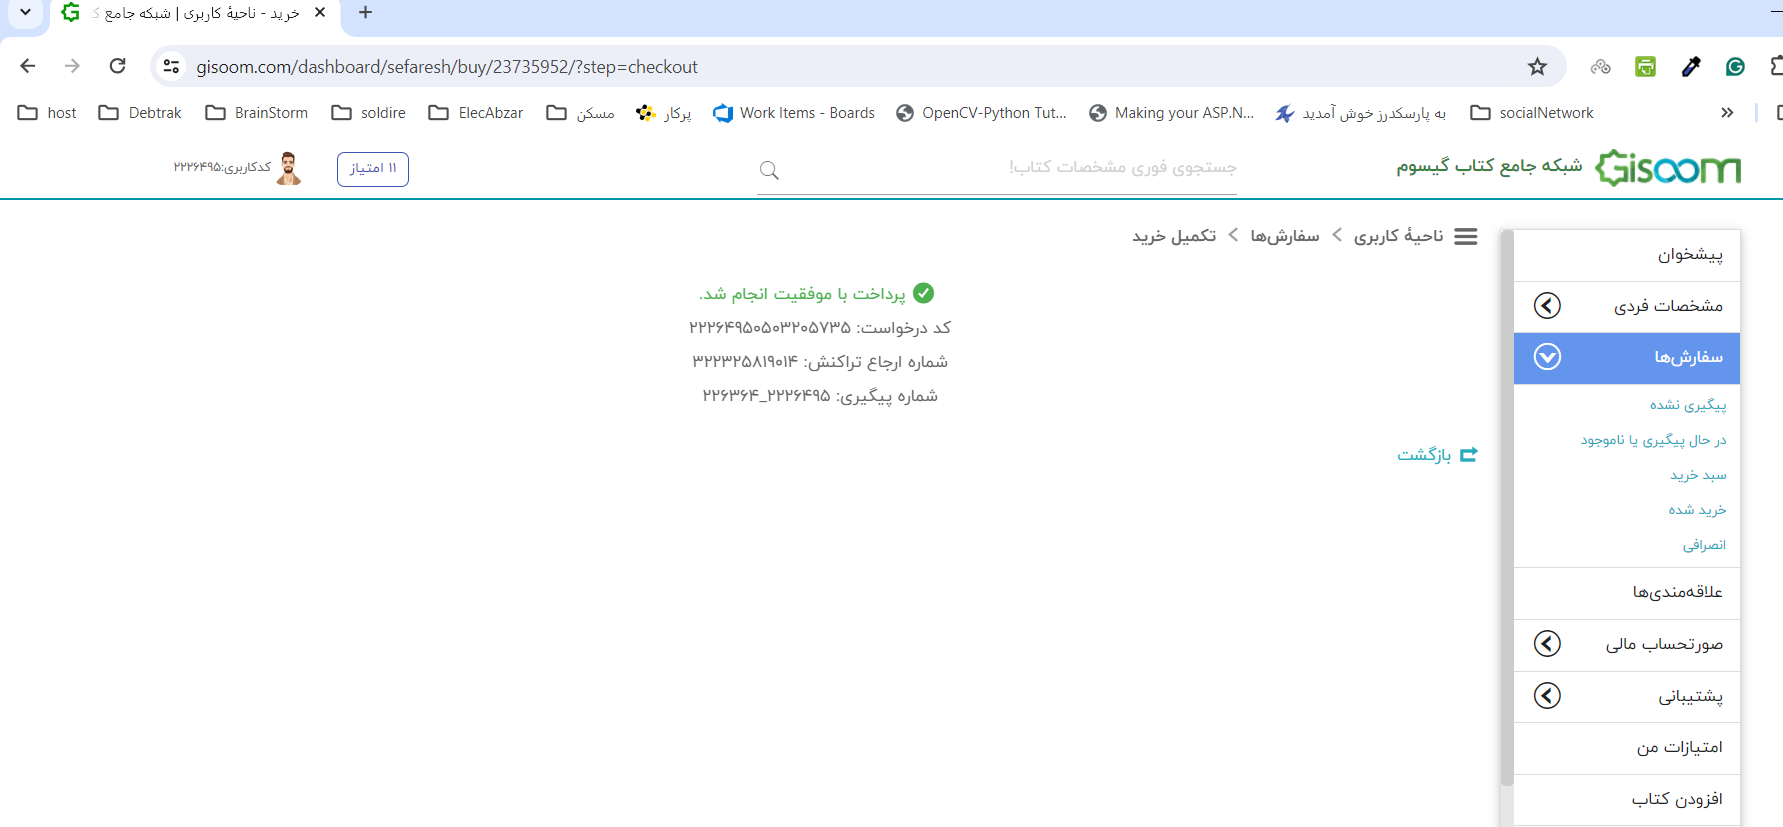 خرید - ناحیهٔ کاربری | شبکه جامع ک
gisoom.com/dashboard/sefaresh/buy/23735952/?step=checkout
host Debtrak BrainStorm soldire ElecAbzar مسکن پرکار Work Items - Boards OpenCV-Python Tut... Making your ASP.N... به پارسکدرز خوش آمدید socialNetwork
Gisoom شبکه جامع کتاب گیسوم
جستجوی فوری مشخصات کتاب!
۱۱ امتیاز
کدکاربری:۲۲۲۶۴۹۵
ناحیهٔ کاربری > سفارش‌ها > تکمیل خرید
پرداخت با موفقیت انجام شد.
کد درخواست: ۲۲۲۶۴۹۵۰۵۰۳۲۰۵۷۳۵
شماره ارجاع تراکنش: ۳۲۲۳۲۵۸۱۹۰۱۴
شماره پیگیری: ۲۲۲۶۴۹۵_۲۲۶۳۶۴
بازگشت
پیشخوان
مشخصات فردی
سفارش‌ها
پیگیری نشده
در حال پیگیری یا ناموجود
سبد خرید
خرید شده
انصرافی
علاقه‌مندی‌ها
صورتحساب مالی
پشتیبانی
امتیازات من
افزودن کتاب